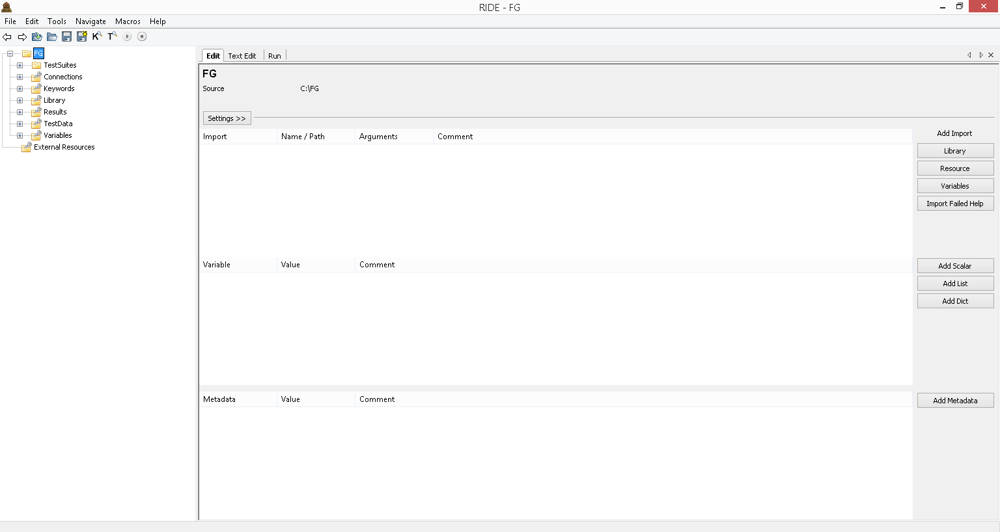 RIDE - FG
File Edit Tools Navigate Macros Help
K T
FG
TestSuites
Connections
Keywords
Library
Results
TestData
Variables
External Resources
Edit Text Edit Run
FG
Source C:\FG
Settings >>
Import Name / Path Arguments Comment
Add Import
Library
Resource
Variables
Import Failed Help
Variable Value Comment
Add Scalar
Add List
Add Dict
Metadata Value Comment
Add Metadata